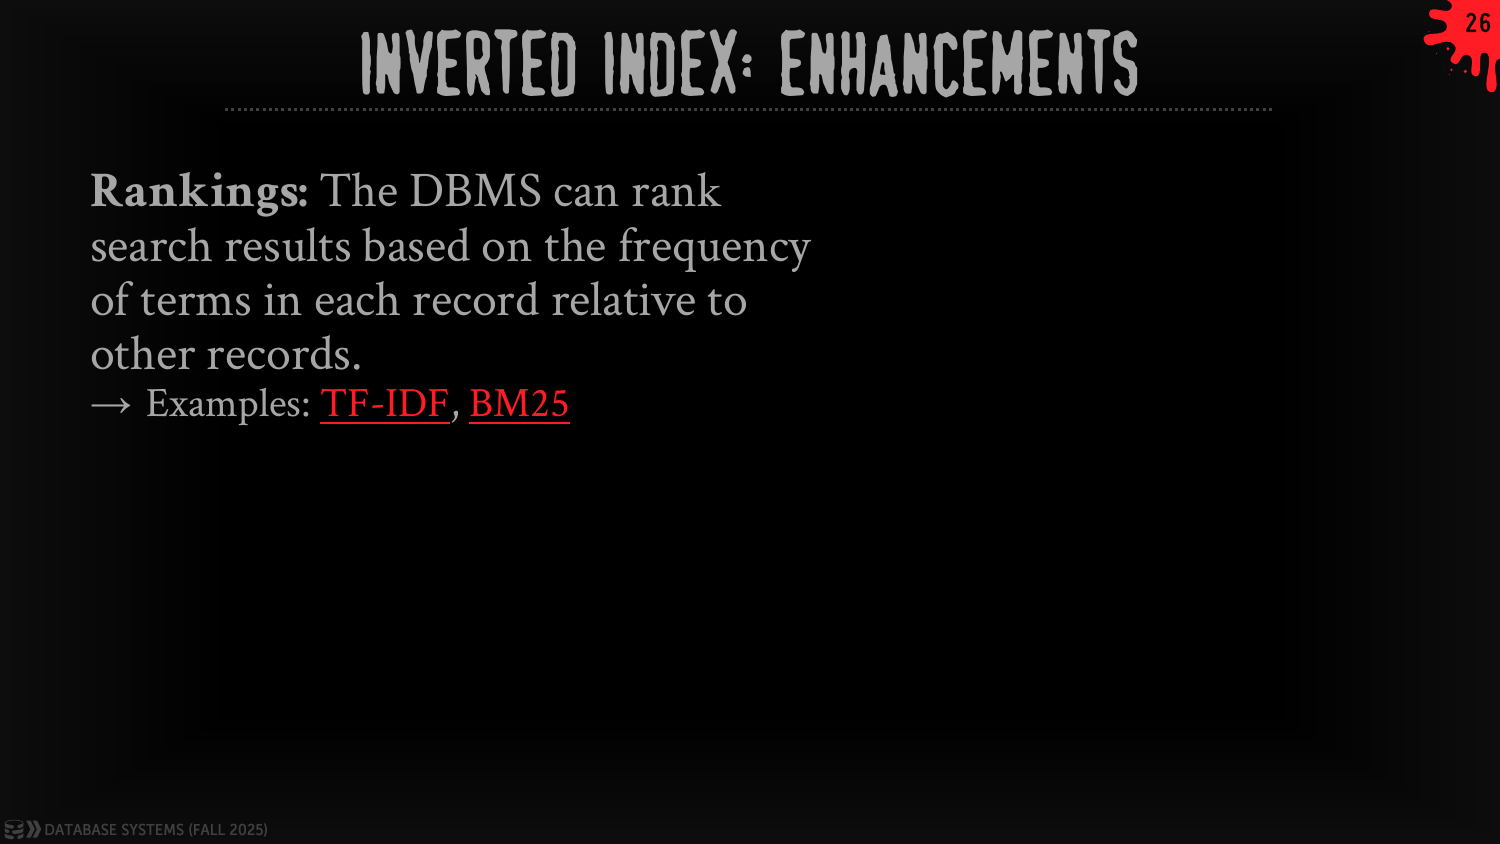 INVERTED INDEX: ENHANCEMENTS
26
Rankings: The DBMS can rank
search results based on the frequency
of terms in each record relative to
other records.
→ Examples: TF-IDF, BM25
DATABASE SYSTEMS (FALL 2025)